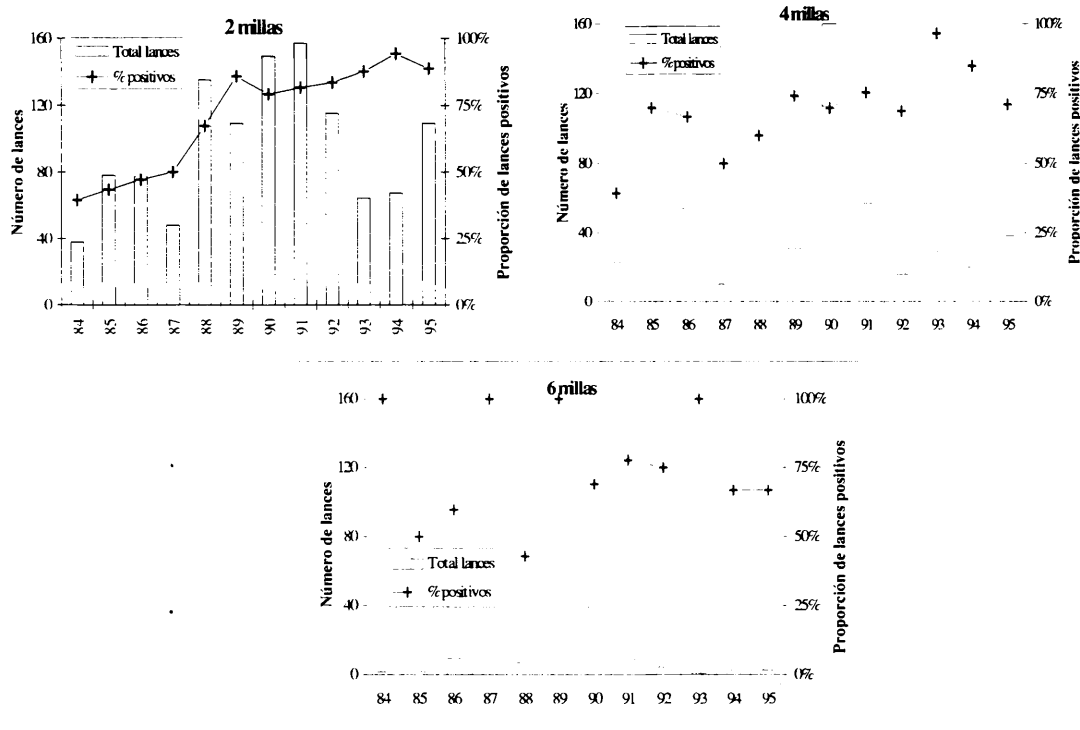 2 millas
160
120
80
40
0
Número de lances
Total lances
% positivos
100%
75%
50%
25%
0%
Proporción de lances positivos
84 85 86 87 88 89 90 91 92 93 94 95
4 millas
160
120
80
40
0
Número de lances
Total lances
% positivos
100%
75%
50%
25%
0%
Proporción de lances positivos
84 85 86 87 88 89 90 91 92 93 94 95
6 millas
160
120
80
40
0
Número de lances
Total lances
% positivos
100%
75%
50%
25%
0%
Proporción de lances positivos
84 85 86 87 88 89 90 91 92 93 94 95